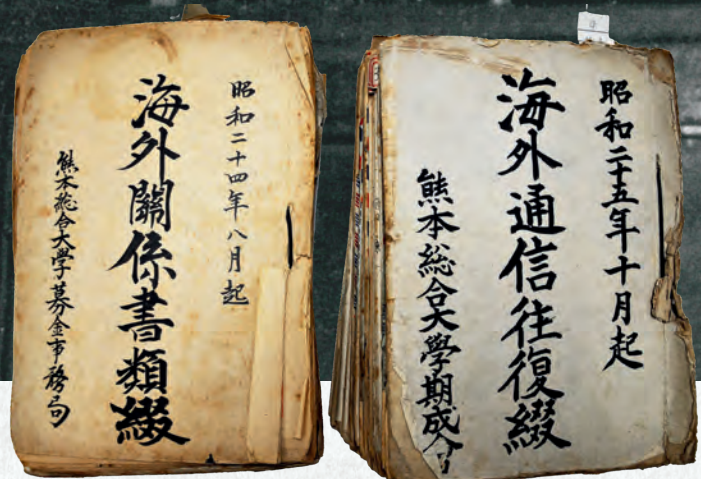 昭和二十四年八月起
海外關係書類綴
熊本総合大學募金事務局
昭和二十五年十月起
海外通信往復綴
熊本総合大學期成会